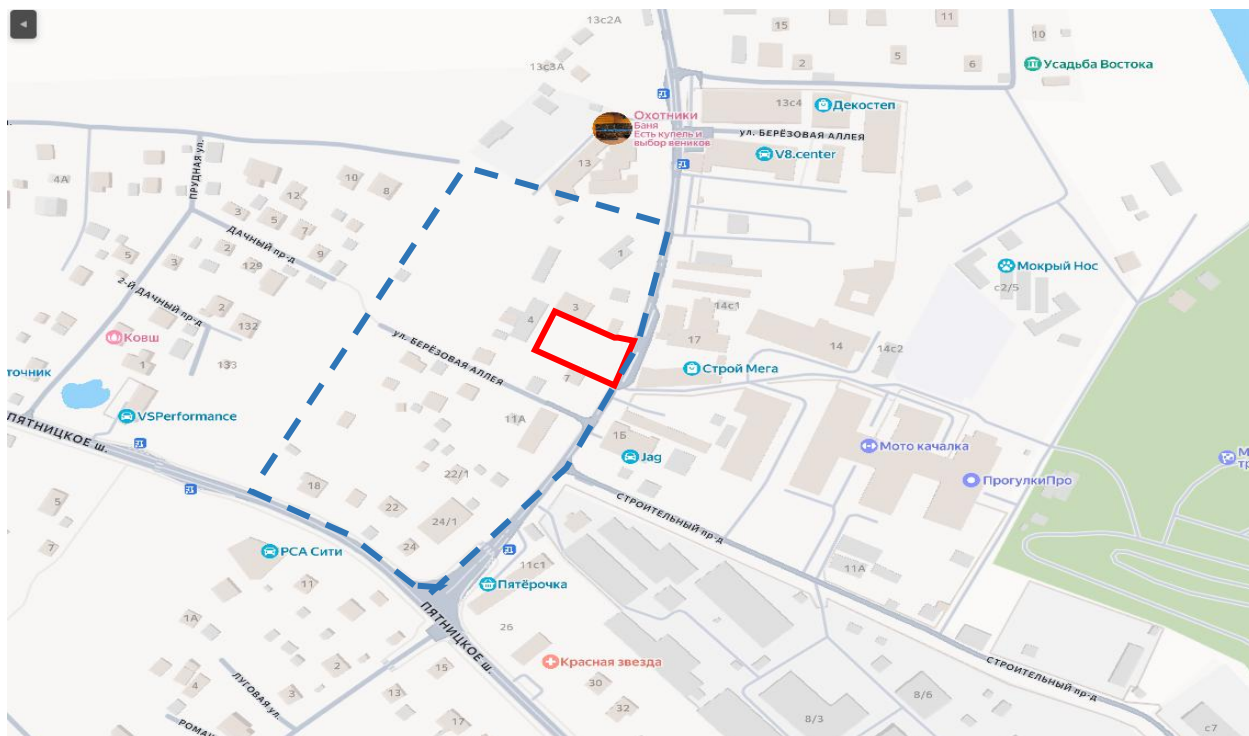 13с2А
15
11
13с3А
2
5
6
10
Усадьба Востока
13с4
Декостеп
Охотники
Баня
Есть купель и
выбор веников
ул. БЕРЁЗОВАЯ АЛЛЕЯ
V8.center
13
4А
ПРУДНАЯ ул.
12
10
8
3
5
7
ДАЧНЫЙ пр-д
2
9
129
5
3
1
Мокрый Нос
с2/5
2-Й ДАЧНЫЙ пр-д
2
132
3
4
14с1
17
14
14с2
Ковш
1
133
ул. БЕРЁЗОВАЯ АЛЛЕЯ
7
Строй Мега
точник
VSPerformance
ПЯТНИЦКОЕ ш.
11А
1Б
Jag
Мото качалка
М
тр
18
22/1
22
24/1
24
ПрогулкиПро
СТРОИТЕЛЬНЫЙ пр-д
5
7
РСА Сити
11
11с1
Пятёрочка
11А
1А
ПЯТНИЦКОЕ ш.
26
Красная звезда
2
15
4
ЛУГОВАЯ ул.
3
13
30
32
17
РОМАШ
СТРОИТЕЛЬНЫЙ пр-д
8/6
8/3
с7